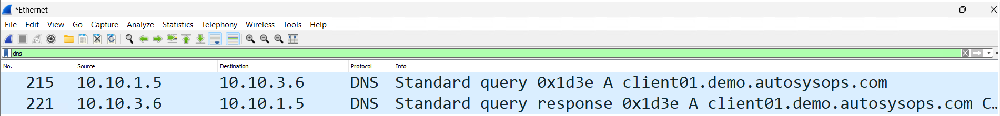 *Ethernet
File Edit View Go Capture Analyze Statistics Telephony Wireless Tools Help
dns
No. Source Destination Protocol Info
215 10.10.1.5 10.10.3.6 DNS Standard query 0x1d3e A client01.demo.autosysops.com
221 10.10.3.6 10.10.1.5 DNS Standard query response 0x1d3e A client01.demo.autosysops.com C…